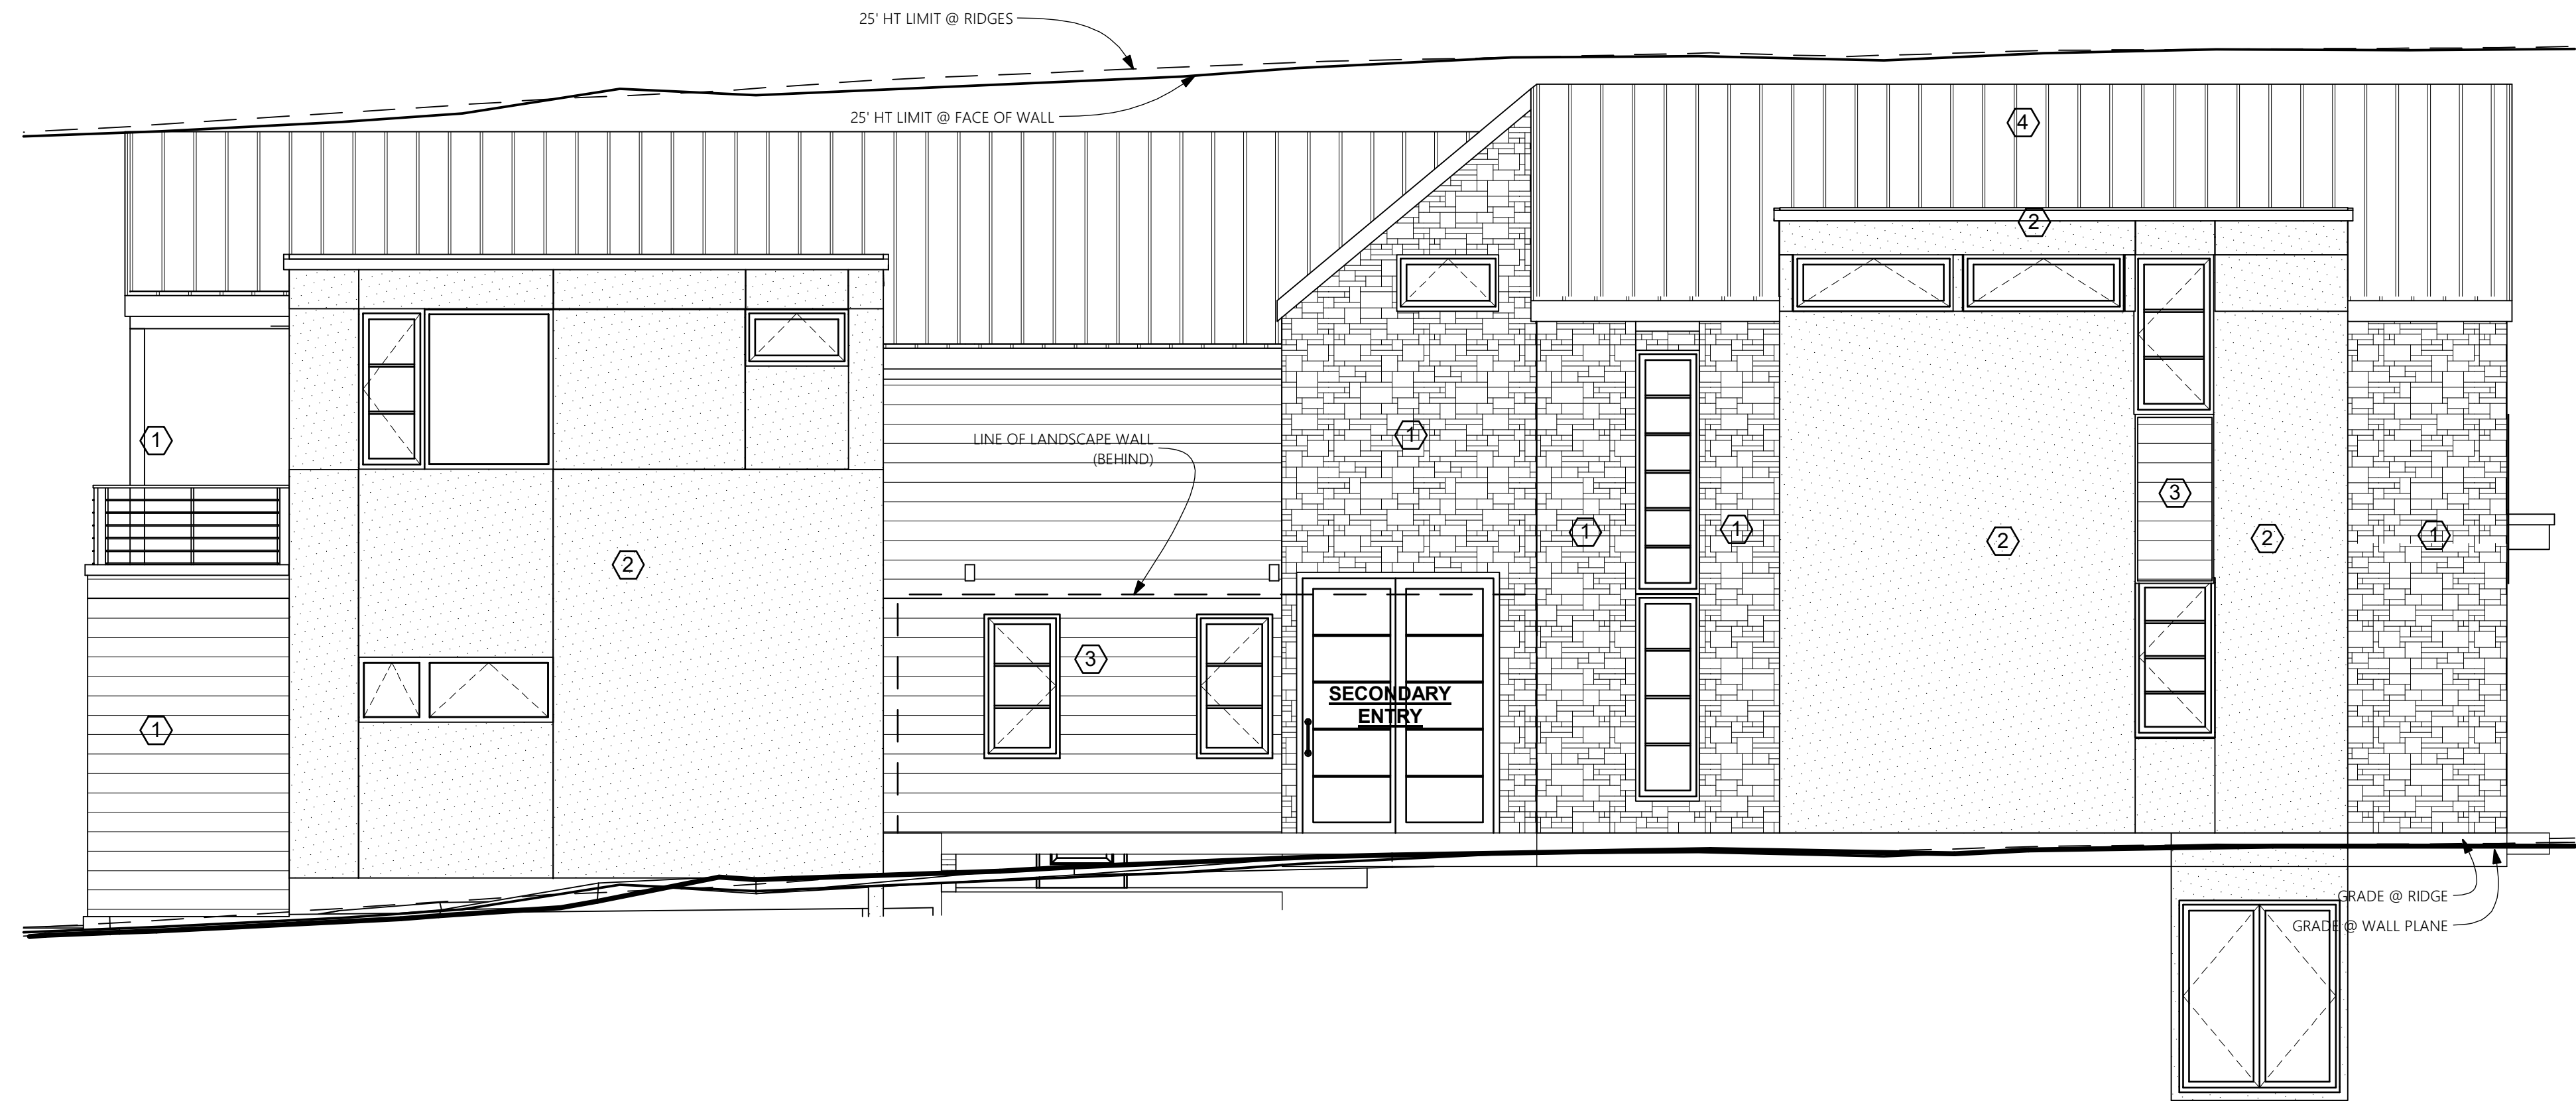 25' HT LIMIT @ RIDGES
25' HT LIMIT @ FACE OF WALL
4
2
1
LINE OF LANDSCAPE WALL
(BEHIND)
1
3
1
1
2
2
1
2
3
1
SECONDARY
ENTRY
GRADE @ RIDGE
GRADE @ WALL PLANE